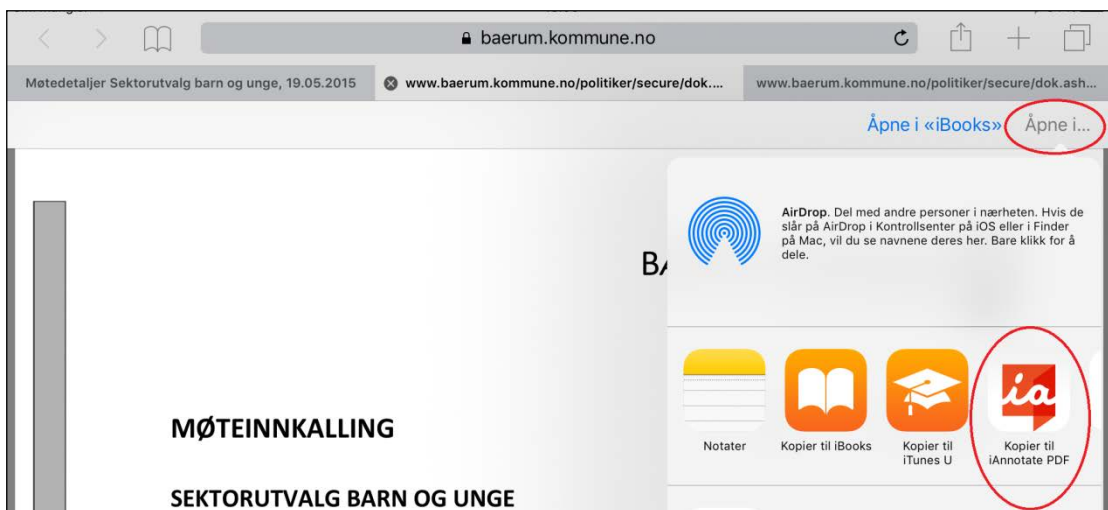 baerum.kommune.no
Møtedetaljer Sektorutvalg barn og unge, 19.05.2015
www.baerum.kommune.no/politiker/secure/dok....
www.baerum.kommune.no/politiker/secure/dok.ash...
Åpne i «iBooks»
Åpne i...
AirDrop. Del med andre personer i nærheten. Hvis de
slår på AirDrop i Kontrollsenter på iOS eller i Finder
på Mac, vil du se navnene deres her. Bare klikk for å
dele.
BÆ
ia
Notater
Kopier til iBooks
Kopier til
iTunes U
Kopier til
iAnnotate PDF
MØTEINNKALLING
SEKTORUTVALG BARN OG UNGE